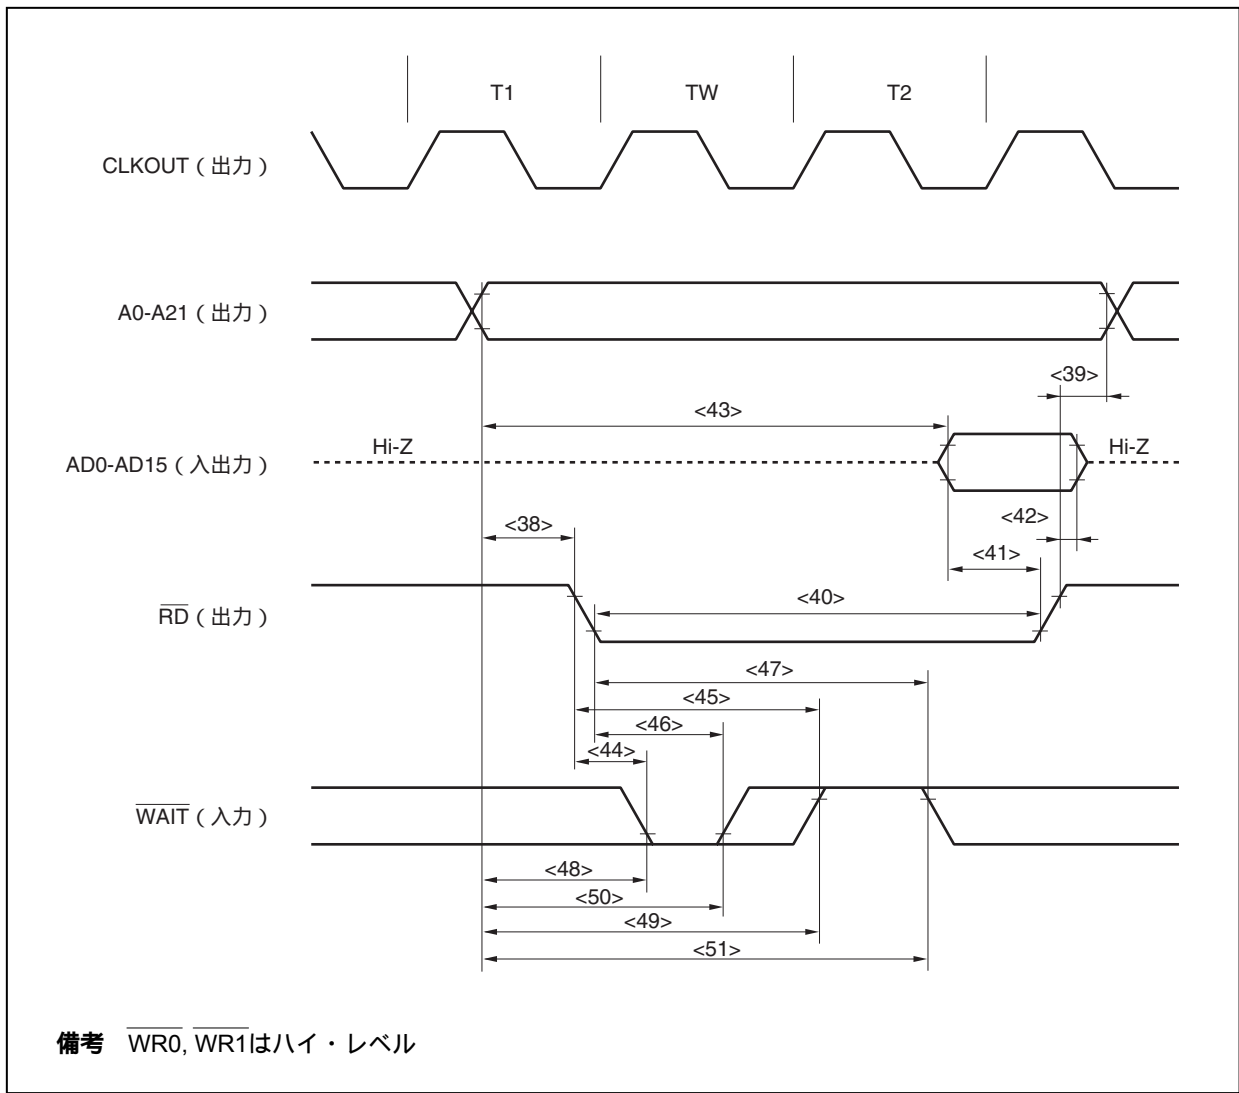 T1 TW T2
CLKOUT ( 出力 )
A0-A21 ( 出力 )
<39>
<43>
Hi-Z Hi-Z
AD0-AD15 ( 入出力 )
<42>
<38>
<41>
<40>
RD ( 出力 )
<47>
<45>
<46>
<44>
WAIT ( 入力 )
<48>
<50>
<49>
<51>
備考 WR0, WR1はハイ・レベル